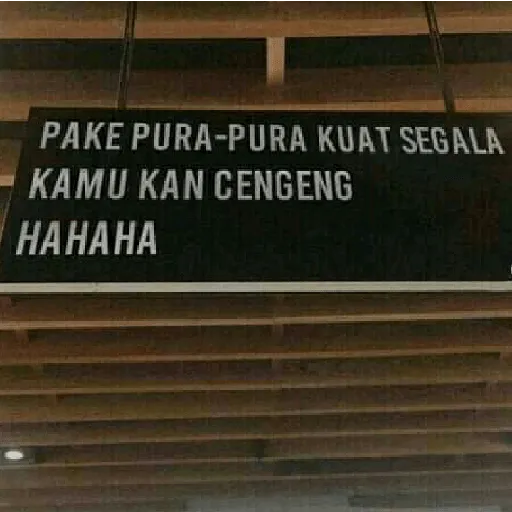 PAKE PURA-PURA KUAT SEGALA
KAMU KAN CENGENG
HAHAHA